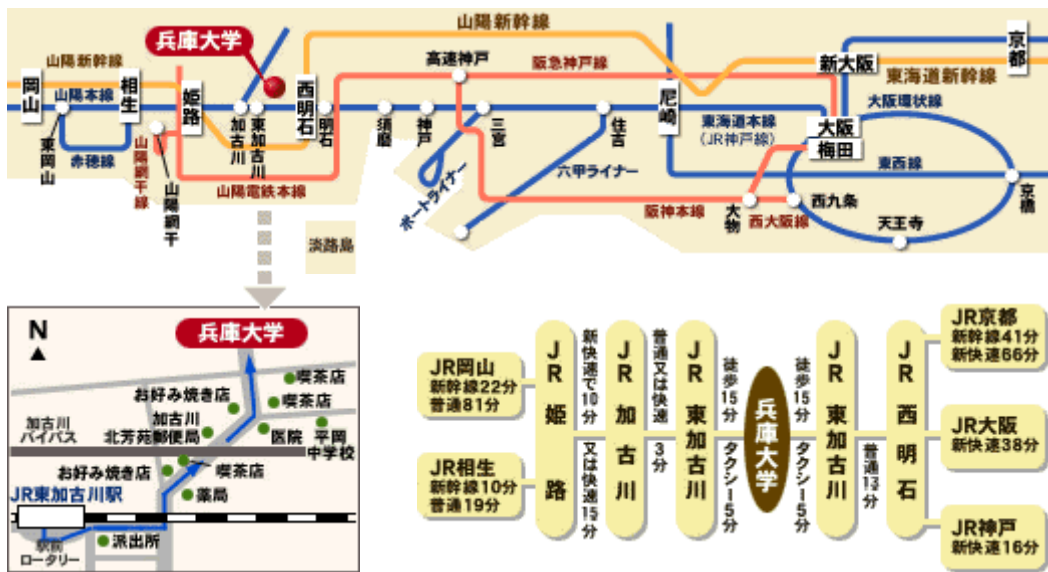 山陽新幹線
兵庫大学
京都
山陽新幹線
高速神戸
阪急神戸線
新大阪
東海道新幹線
岡山
山陽本線
相生
姫路
西明石
尼崎
大阪環状線
加古川
東加古川
明石
須磨
神戸
三宮
住吉
東海道本線
(JR神戸線)
大阪
梅田
東岡山
赤穂線
山陽網干線
山陽網干
山陽電鉄本線
ポートライナー
六甲ライナー
東西線
京橋
阪神本線
大物
西大阪線
西九条
天王寺
淡路島
N
兵庫大学
喫茶店
お好み焼き店
喫茶店
加古川
バイパス
加古川
北芳苑郵便局
医院
平岡
中学校
お好み焼き店
喫茶店
JR東加古川駅
薬局
駅前
ロータリー
派出所
JR岡山
新幹線22分
普通81分
JR相生
新幹線10分
普通19分
JR姫路
新快速で10分
又は快速15分
JR加古川
普通又は快速
3分
JR東加古川
徒歩15分
タクシー5分
兵庫大学
徒歩15分
タクシー5分
JR東加古川
普通13分
JR西明石
JR京都
新幹線41分
新快速66分
JR大阪
新快速38分
JR神戸
新快速16分